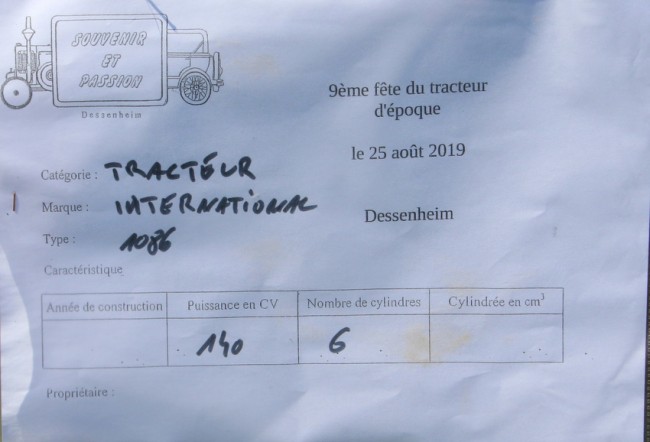 SOUVENIR
ET
PASSION
Dessenheim
9ème fête du tracteur
d'époque
le 25 août 2019
Dessenheim
Catégorie : TRACTEUR
Marque : INTERNATIONAL
Type : 1086
Caractéristique
Année de construction Puissance en CV Nombre de cylindres Cylindrée en cm³
140 6
Propriétaire :